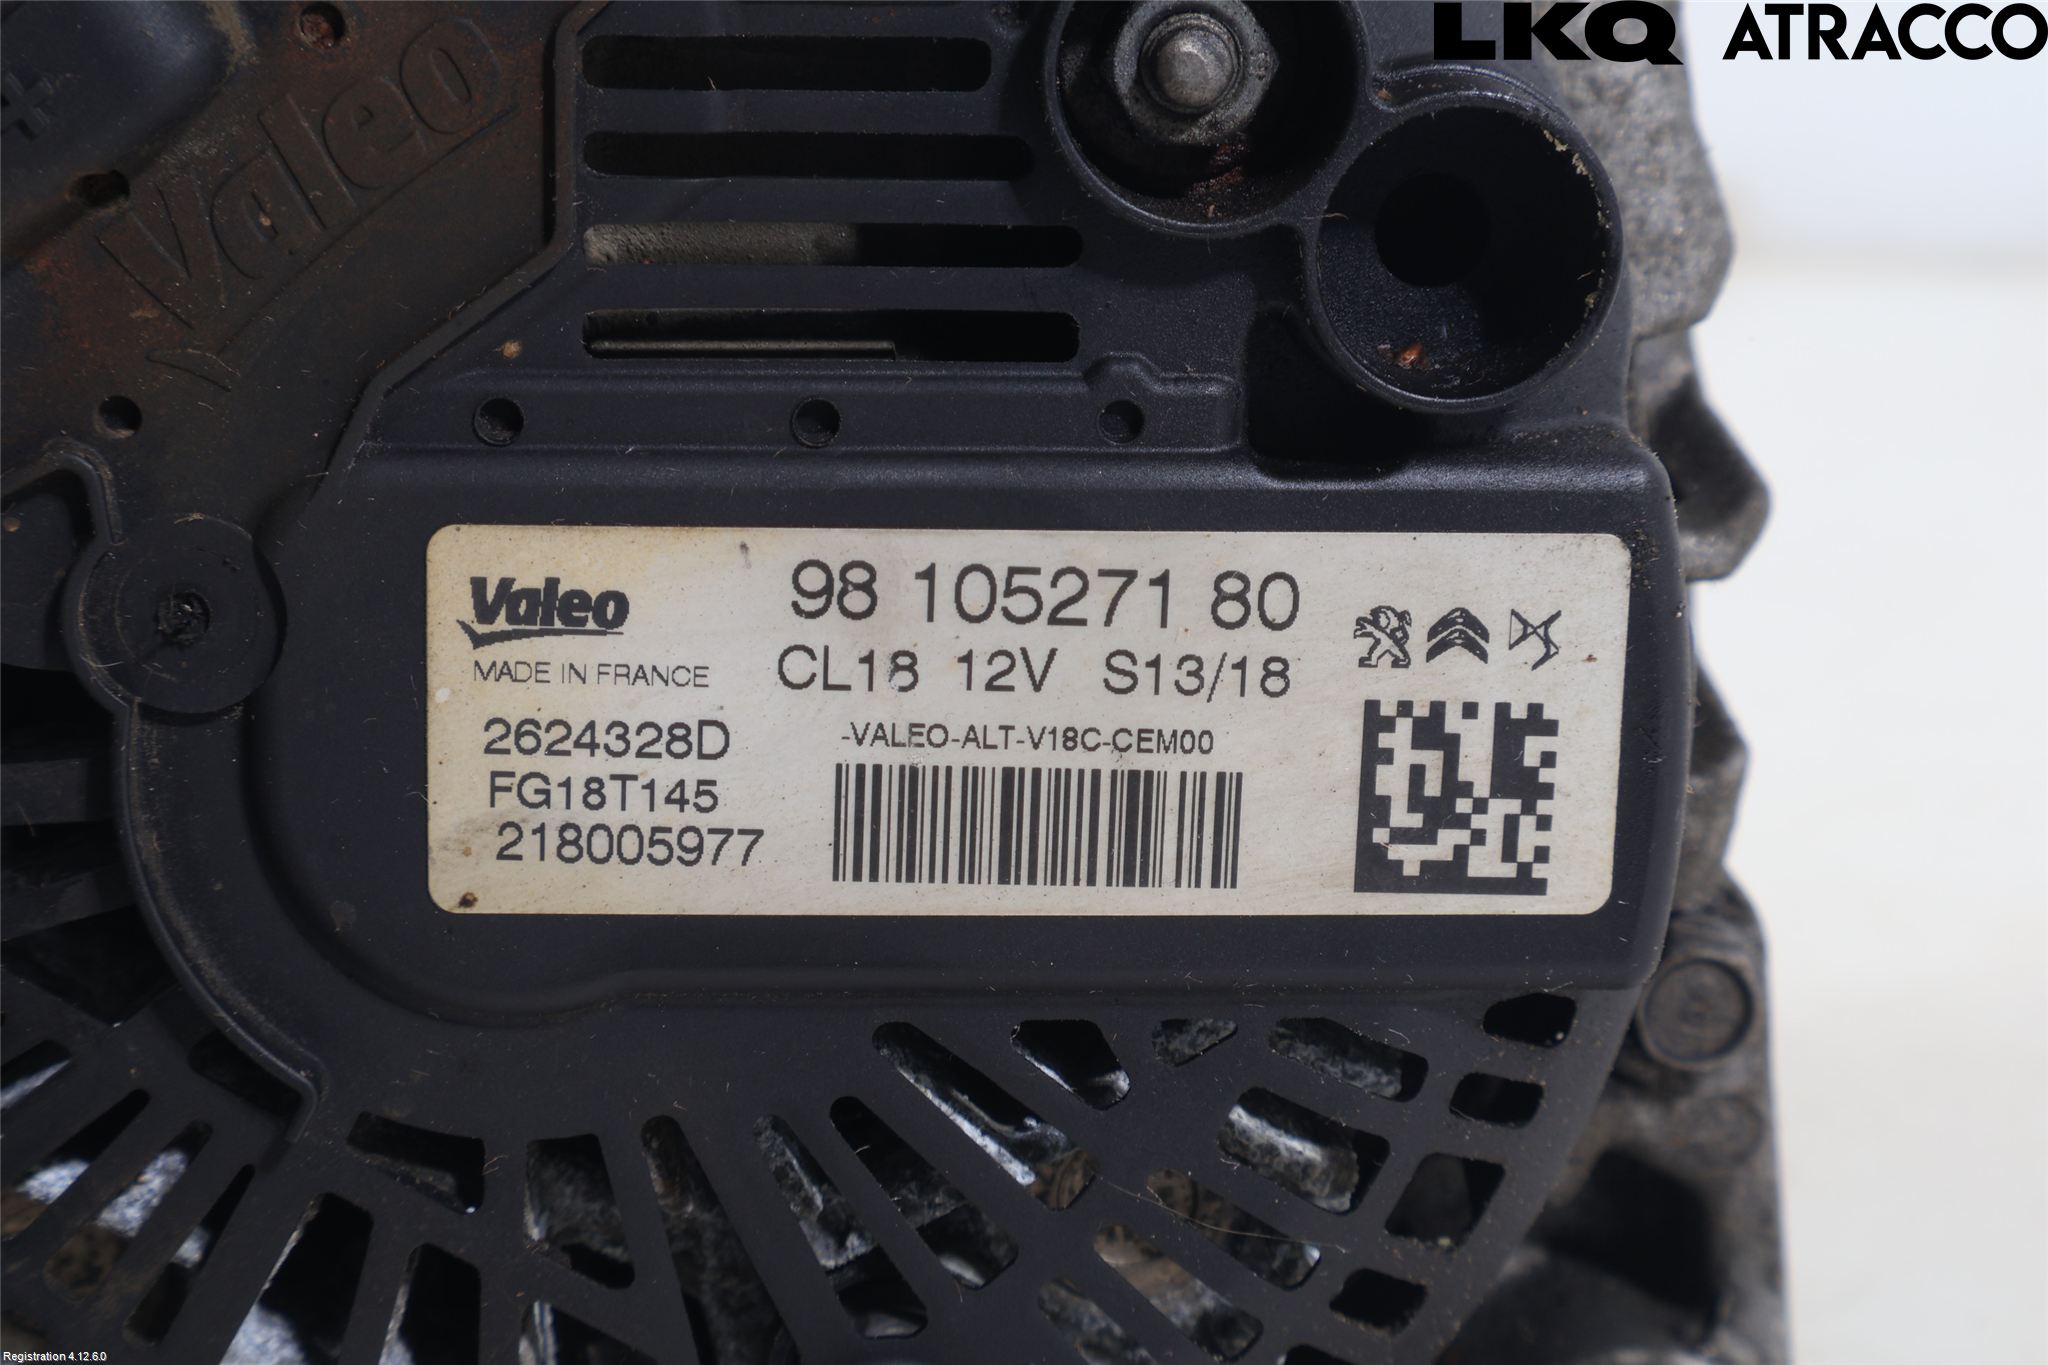 LKQ ATRACCO
+
Valeo
Valeo
MADE IN FRANCE
98 105271 80
CL18 12V S13/18
DS
2624328D
FG18T145
218005977
-VALEO-ALT-V18C-CEM00
Registration 4.12.6.0